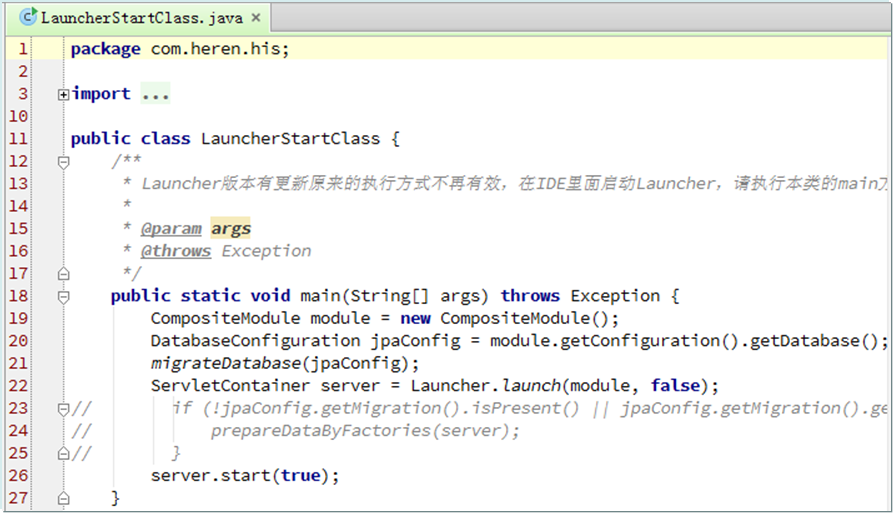 LauncherStartClass.java ×
1 package com.heren.his;
2
3 import ...
10
11 public class LauncherStartClass {
12 /**
13 * Launcher版本有更新原来的执行方式不再有效，在IDE里面启动Launcher，请执行本类的main
14 *
15 * @param args
16 * @throws Exception
17 */
18 public static void main(String[] args) throws Exception {
19 CompositeModule module = new CompositeModule();
20 DatabaseConfiguration jpaConfig = module.getConfiguration().getDatabase();
21 migrateDatabase(jpaConfig);
22 ServletContainer server = Launcher.launch(module, false);
23 // if (!jpaConfig.getMigration().isPresent() || jpaConfig.getMigration().ge
24 // prepareDataByFactories(server);
25 // }
26 server.start(true);
27 }